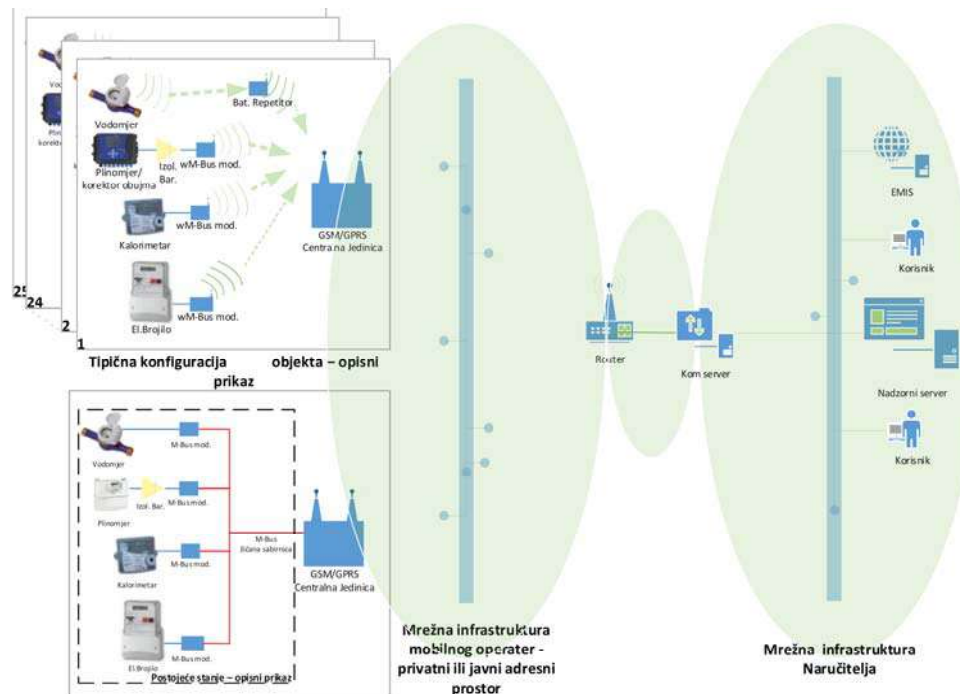 Vodomjer
Bat. Repetitor
Plinomjer/
korektor obujma
Izol.
Bar.
wM-Bus mod.
Kalorimetar
wM-Bus mod.
GSM/GPRS
Centralna Jedinica
El.Brojilo
wM-Bus mod.
25
24
2
1
Tipična konfiguracija objekta – opisni
prikaz
Vodomjer
M-Bus mod.
Plinomjer
Izol. Bar.
M-Bus mod.
M-Bus
žičana sabirnica
Kalorimetar
M-Bus mod.
GSM/GPRS
Centralna Jedinica
El.Brojilo
M-Bus mod.
Postojeće stanje – opisni prikaz
Mrežna infrastruktura
mobilnog operater -
privatni ili javni adresni
prostor
Router
Kom server
EMIS
Korisnik
Nadzorni server
Korisnik
Mrežna infrastruktura
Naručitelja